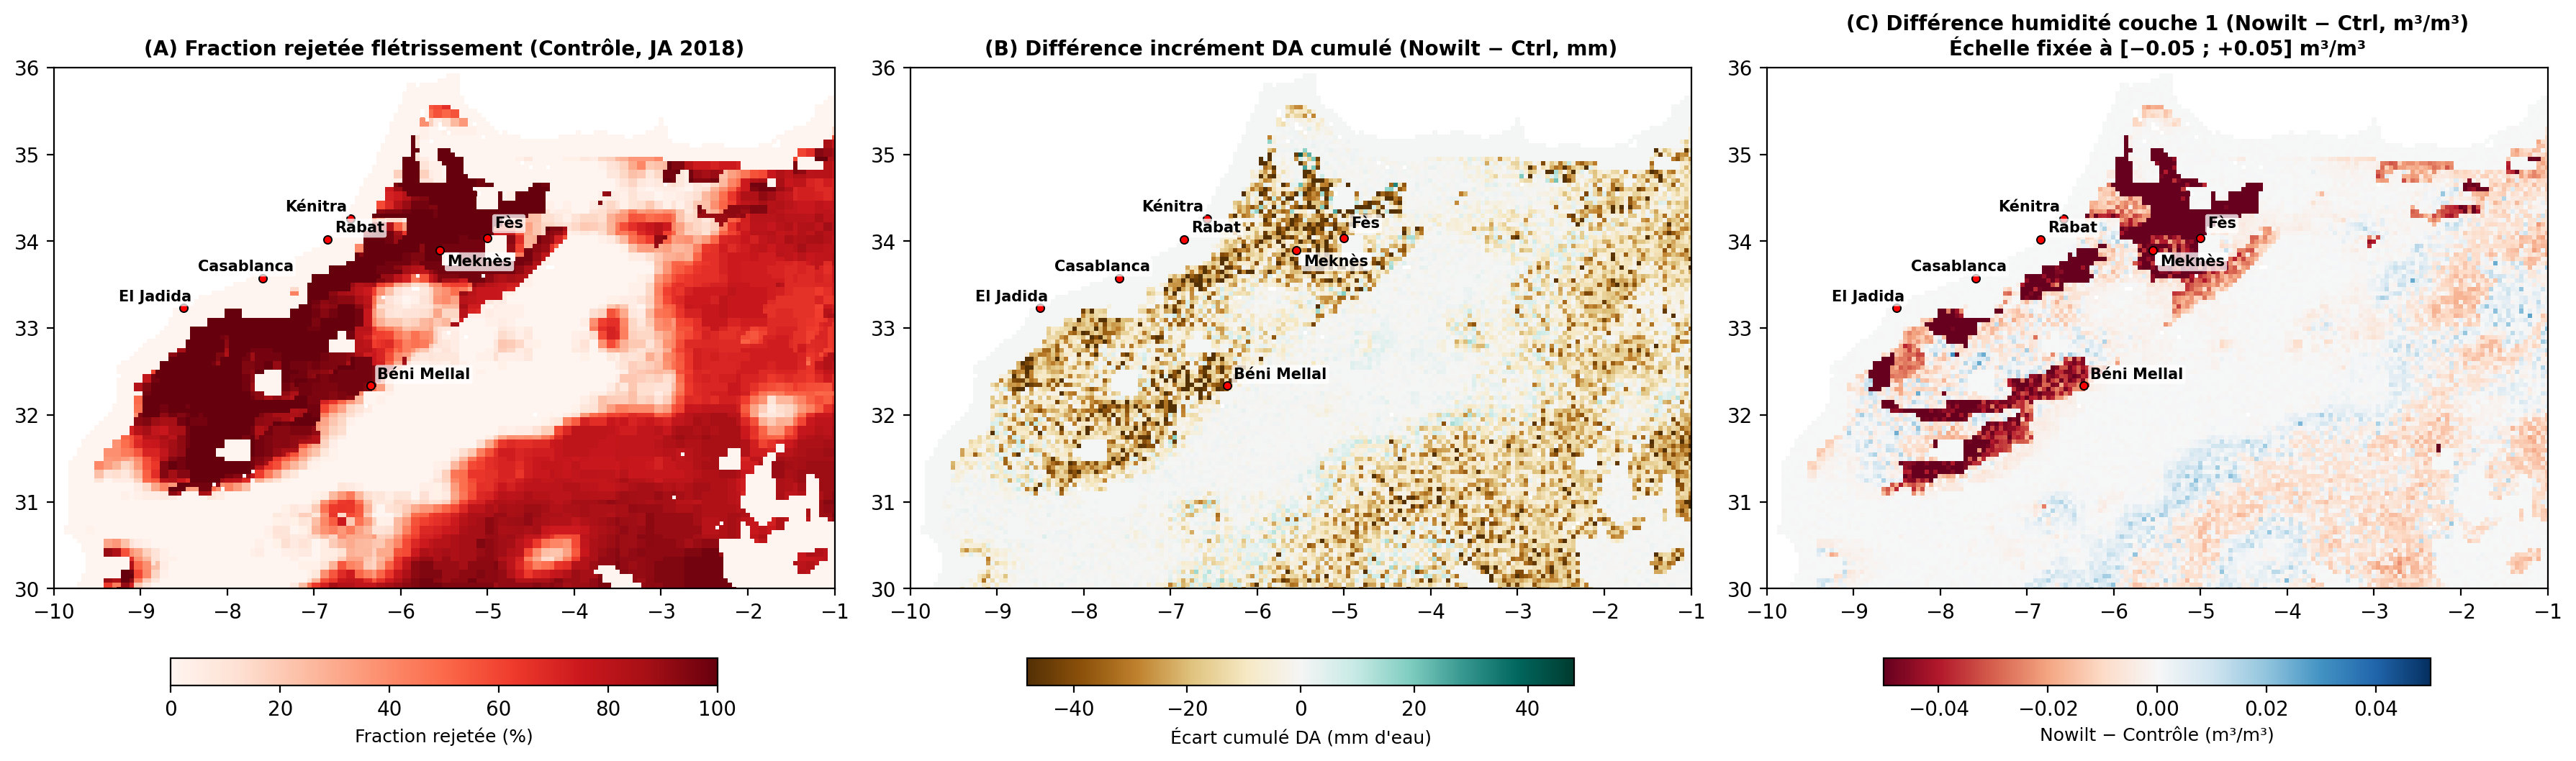 (A) Fraction rejetée flétrissement (Contrôle, JA 2018)
36
35
34
33
32
31
30
−10
−9
−8
−7
−6
−5
−4
−3
−2
−1
Kénitra
Rabat
Fès
Meknès
Casablanca
El Jadida
Béni Mellal
0
20
40
60
80
100
Fraction rejetée (%)
(B) Différence incrément DA cumulé (Nowilt − Ctrl, mm)
36
35
34
33
32
31
30
−10
−9
−8
−7
−6
−5
−4
−3
−2
−1
Kénitra
Rabat
Fès
Meknès
Casablanca
El Jadida
Béni Mellal
−40
−20
0
20
40
Écart cumulé DA (mm d'eau)
(C) Différence humidité couche 1 (Nowilt − Ctrl, m³/m³)
Échelle fixée à [−0.05 ; +0.05] m³/m³
36
35
34
33
32
31
30
−10
−9
−8
−7
−6
−5
−4
−3
−2
−1
Kénitra
Rabat
Fès
Meknès
Casablanca
El Jadida
Béni Mellal
−0.04
−0.02
0.00
0.02
0.04
Nowilt − Contrôle (m³/m³)